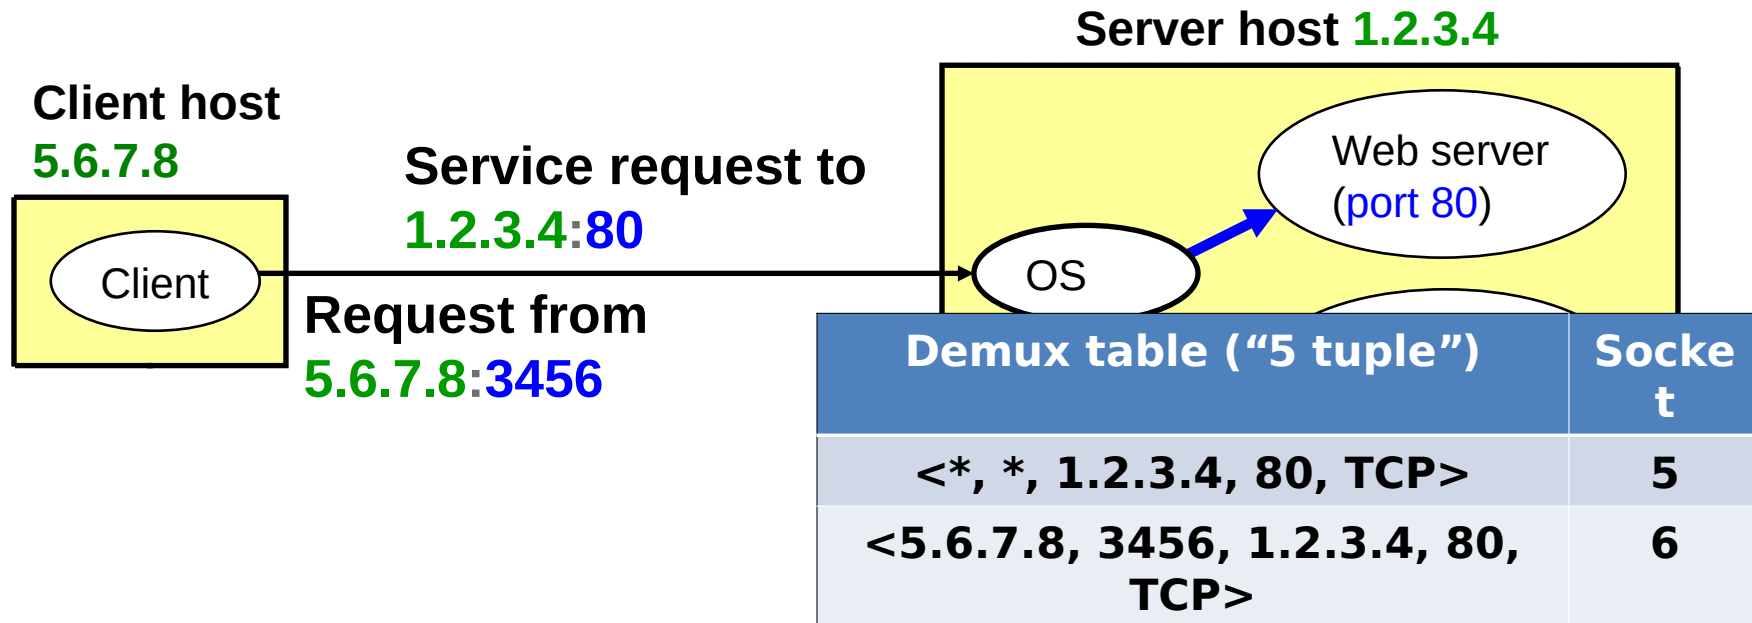 Server host 1.2.3.4
Client host
5.6.7.8
Service request to
1.2.3.4:80
Web server
(port 80)
Client
OS
Request from
5.6.7.8:3456
Demux table (“5 tuple”)
Socke
t
<*, *, 1.2.3.4, 80, TCP>
5
<5.6.7.8, 3456, 1.2.3.4, 80,
TCP>
6